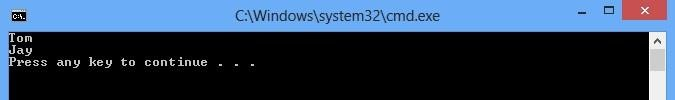 C:\Windows\system32\cmd.exe
Tom
Jay
Press any key to continue . . .